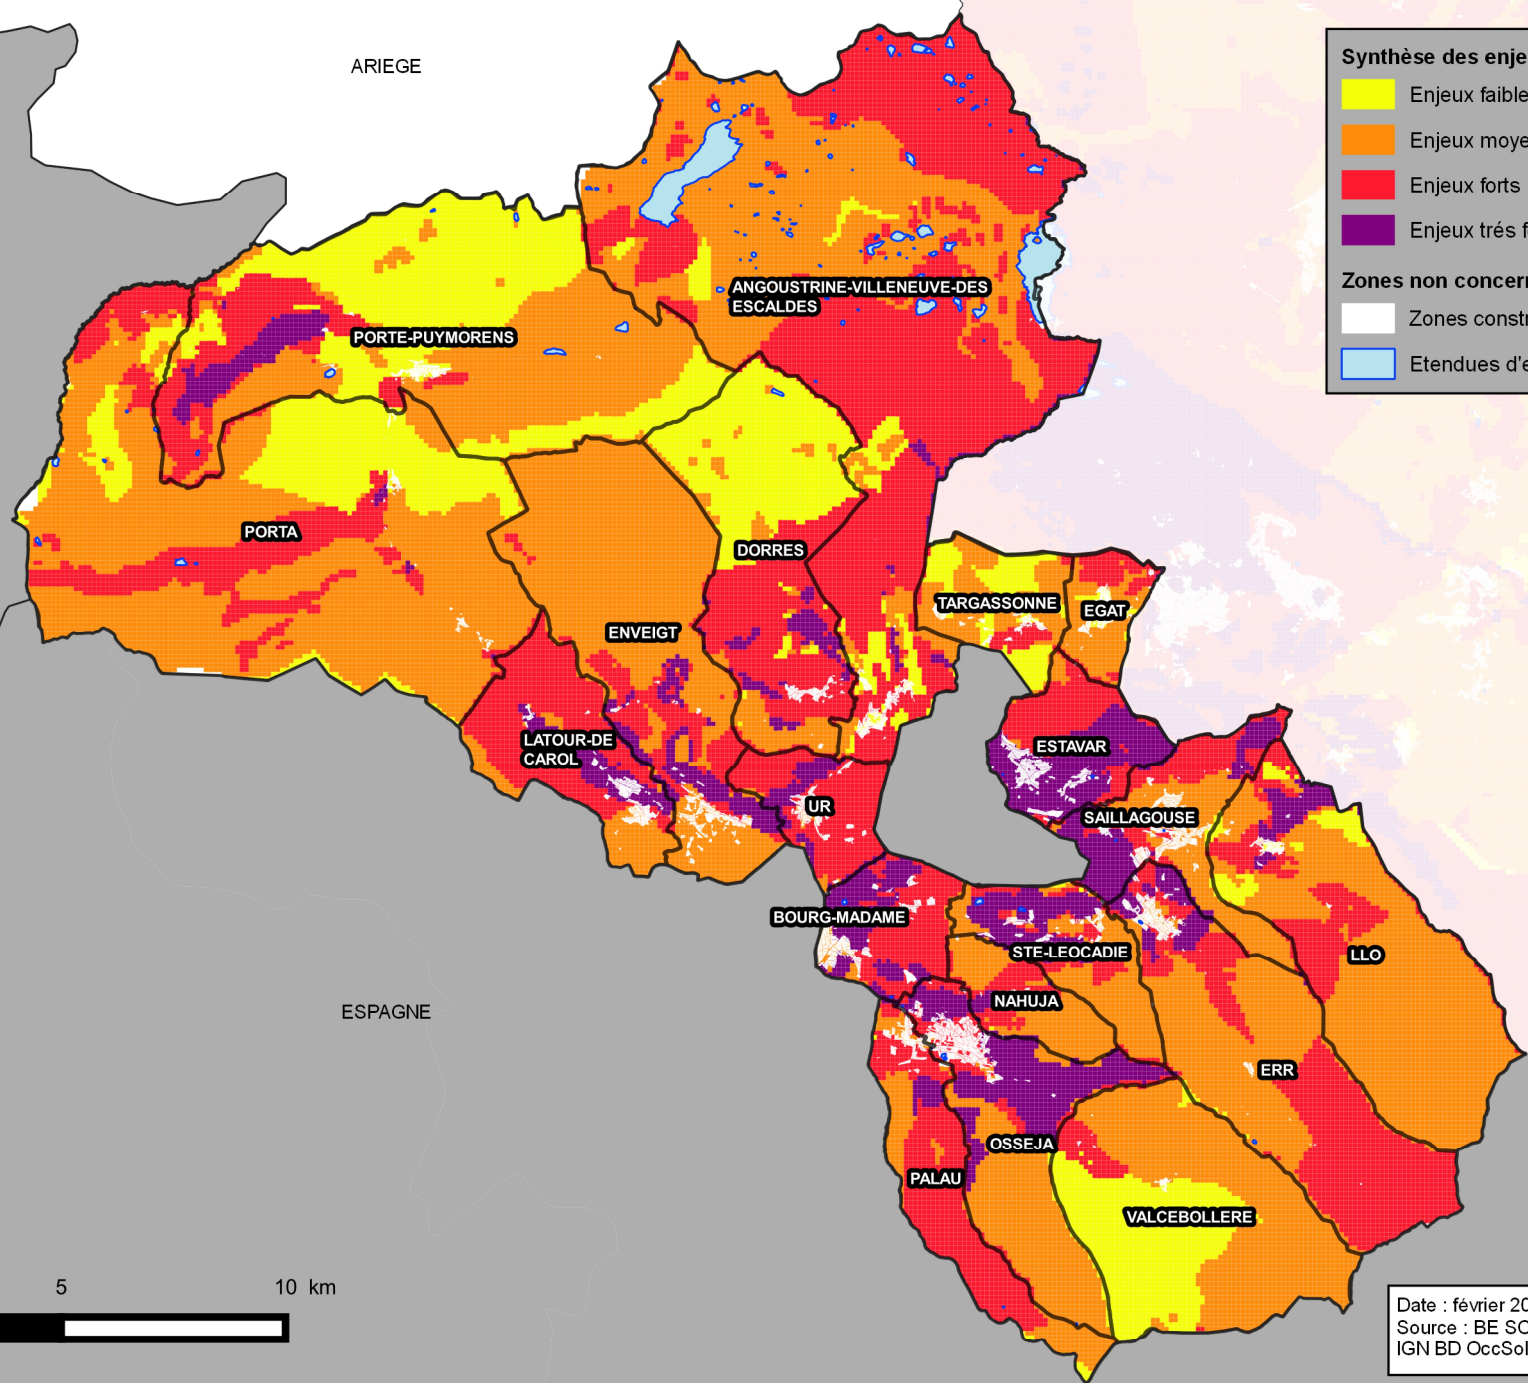 ARIEGE
Synthèse des enje
Enjeux faible
Enjeux moye
Enjeux forts
Enjeux trés f
Zones non concern
Zones constr
Etendues d'e
ANGOUSTRINE-VILLENEUVE-DES
ESCALDES
PORTE-PUYMORENS
PORTA
DORRES
TARGASSONNE
EGAT
ENVEIGT
LATOUR-DE
CAROL
ESTAVAR
UR
SAILLAGOUSE
BOURG-MADAME
STE-LEOCADIE
LLO
NAHUJA
ESPAGNE
ERR
OSSEJA
PALAU
VALCEBOLLERE
5 10 km
Date : février 20
Source : BE SO
IGN BD OccSol